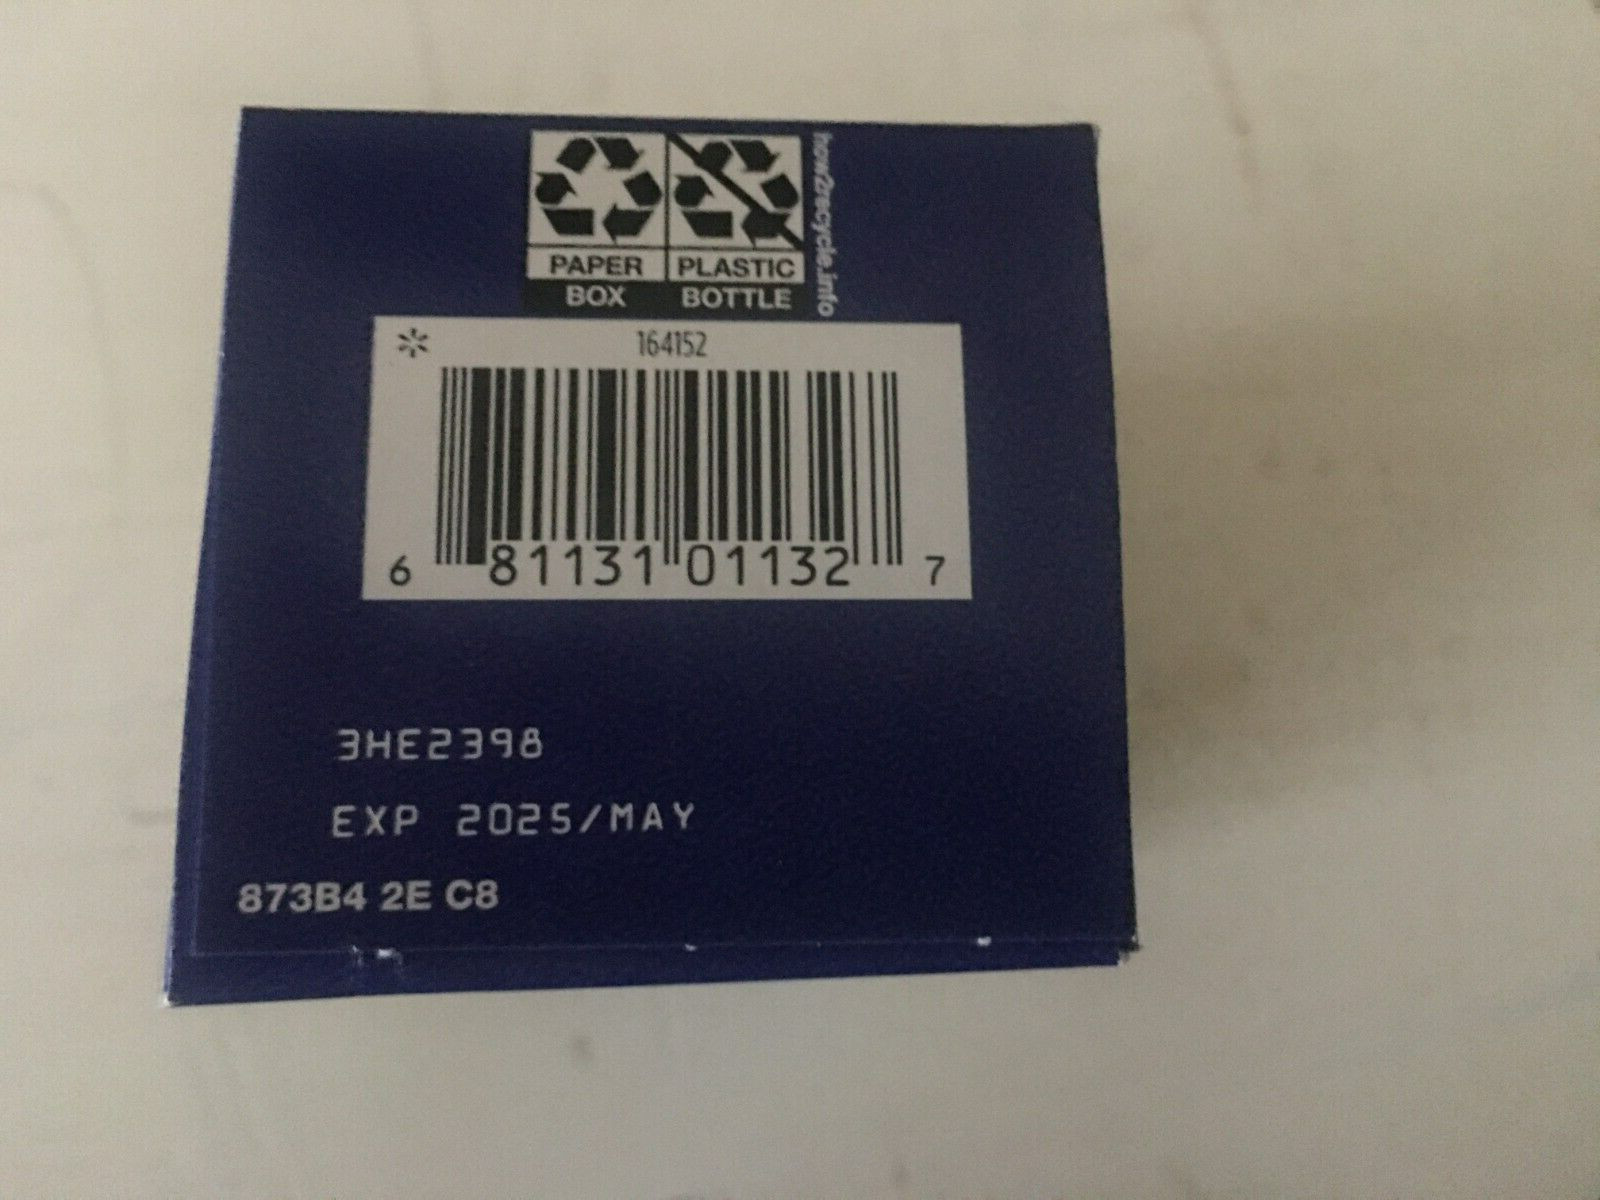 PAPER PLASTIC
BOX BOTTLE
how2recycle.info
164152
6 81131 01132 7
3HE2398
EXP 2025/MAY
873B4 2E C8